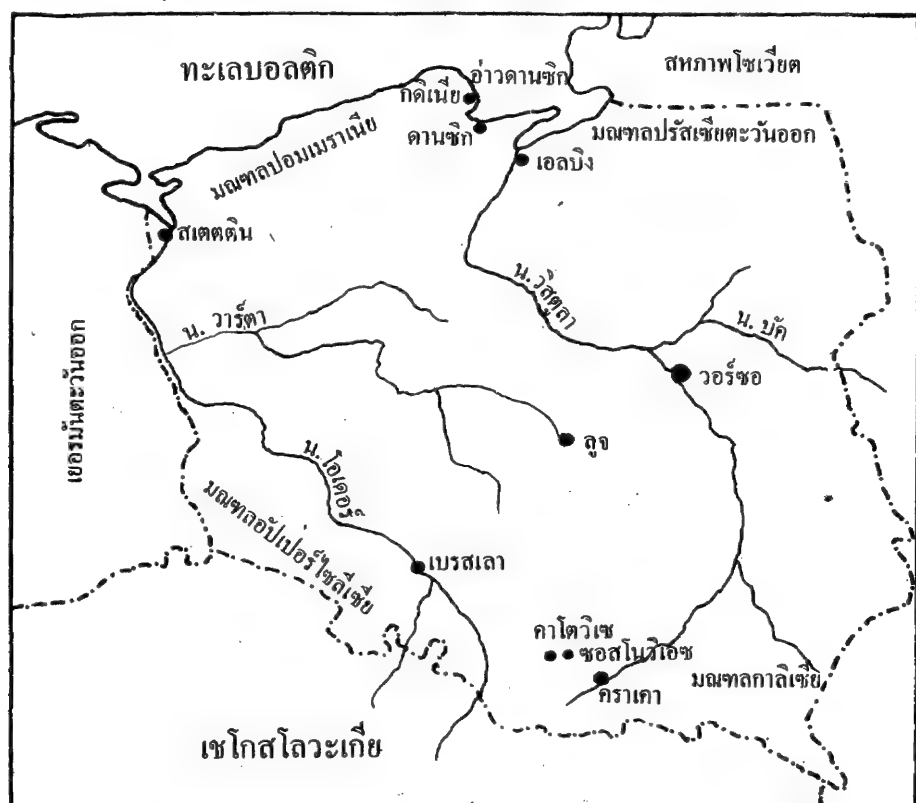 ทะเลบอลติก
อ่าวดานซิก
สหภาพโซเวียต
กดิเนีย
ดานซิก
มณฑลปรัสเซียตะวันออก
มณฑลปอมเมราเนีย
เอลบิง
สเตตติน
น. วิสตูลา
น. บัค
น. วาร์ตา
วอร์ซอ
เยอรมันตะวันออก
ลูจ
น. โอเดอร์
มณฑลอัปเปอร์ไซลีเซีย
เบรสเลา
คาโตวิเซ
ซอสโนวิเอซ
มณฑลกาลิเซีย
คราเคา
เชโกสโลวะเกีย